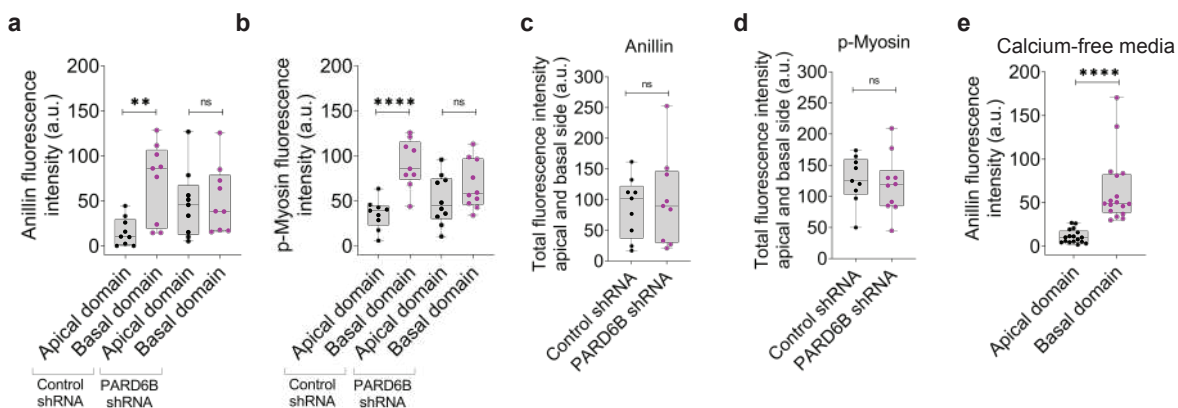 a
Anillin fluorescence
intensity (a.u.)
200
150
100
50
0
**
ns
Apical domain
Basal domain
Apical domain
Basal domain
Control
shRNA
PARD6B
shRNA
b
p-Myosin fluorescence
intensity (a.u.)
200
150
100
50
0
****
ns
Apical domain
Basal domain
Apical domain
Basal domain
Control
shRNA
PARD6B
shRNA
c
Anillin
Total fluorescence intensity
apical and basal side (a.u.)
300
250
200
150
100
50
0
ns
Control shRNA
PARD6B shRNA
d
p-Myosin
Total fluorescence intensity
apical and basal side (a.u.)
300
250
200
150
100
50
0
ns
Control shRNA
PARD6B shRNA
e
Calcium-free media
Anillin fluorescence
intensity (a.u.)
200
150
100
50
0
****
Apical domain
Basal domain